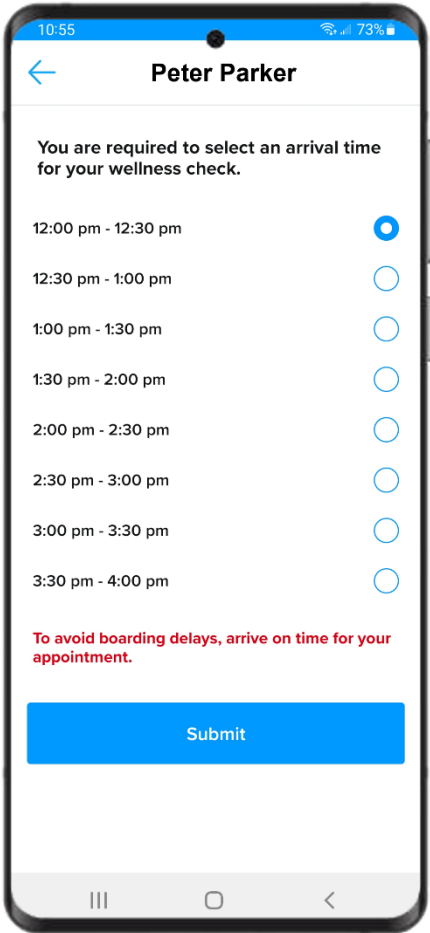 10:55
73%
Peter Parker
You are required to select an arrival time
for your wellness check.
12:00 pm - 12:30 pm
12:30 pm - 1:00 pm
1:00 pm - 1:30 pm
1:30 pm - 2:00 pm
2:00 pm - 2:30 pm
2:30 pm - 3:00 pm
3:00 pm - 3:30 pm
3:30 pm - 4:00 pm
To avoid boarding delays, arrive on time for your
appointment.
Submit